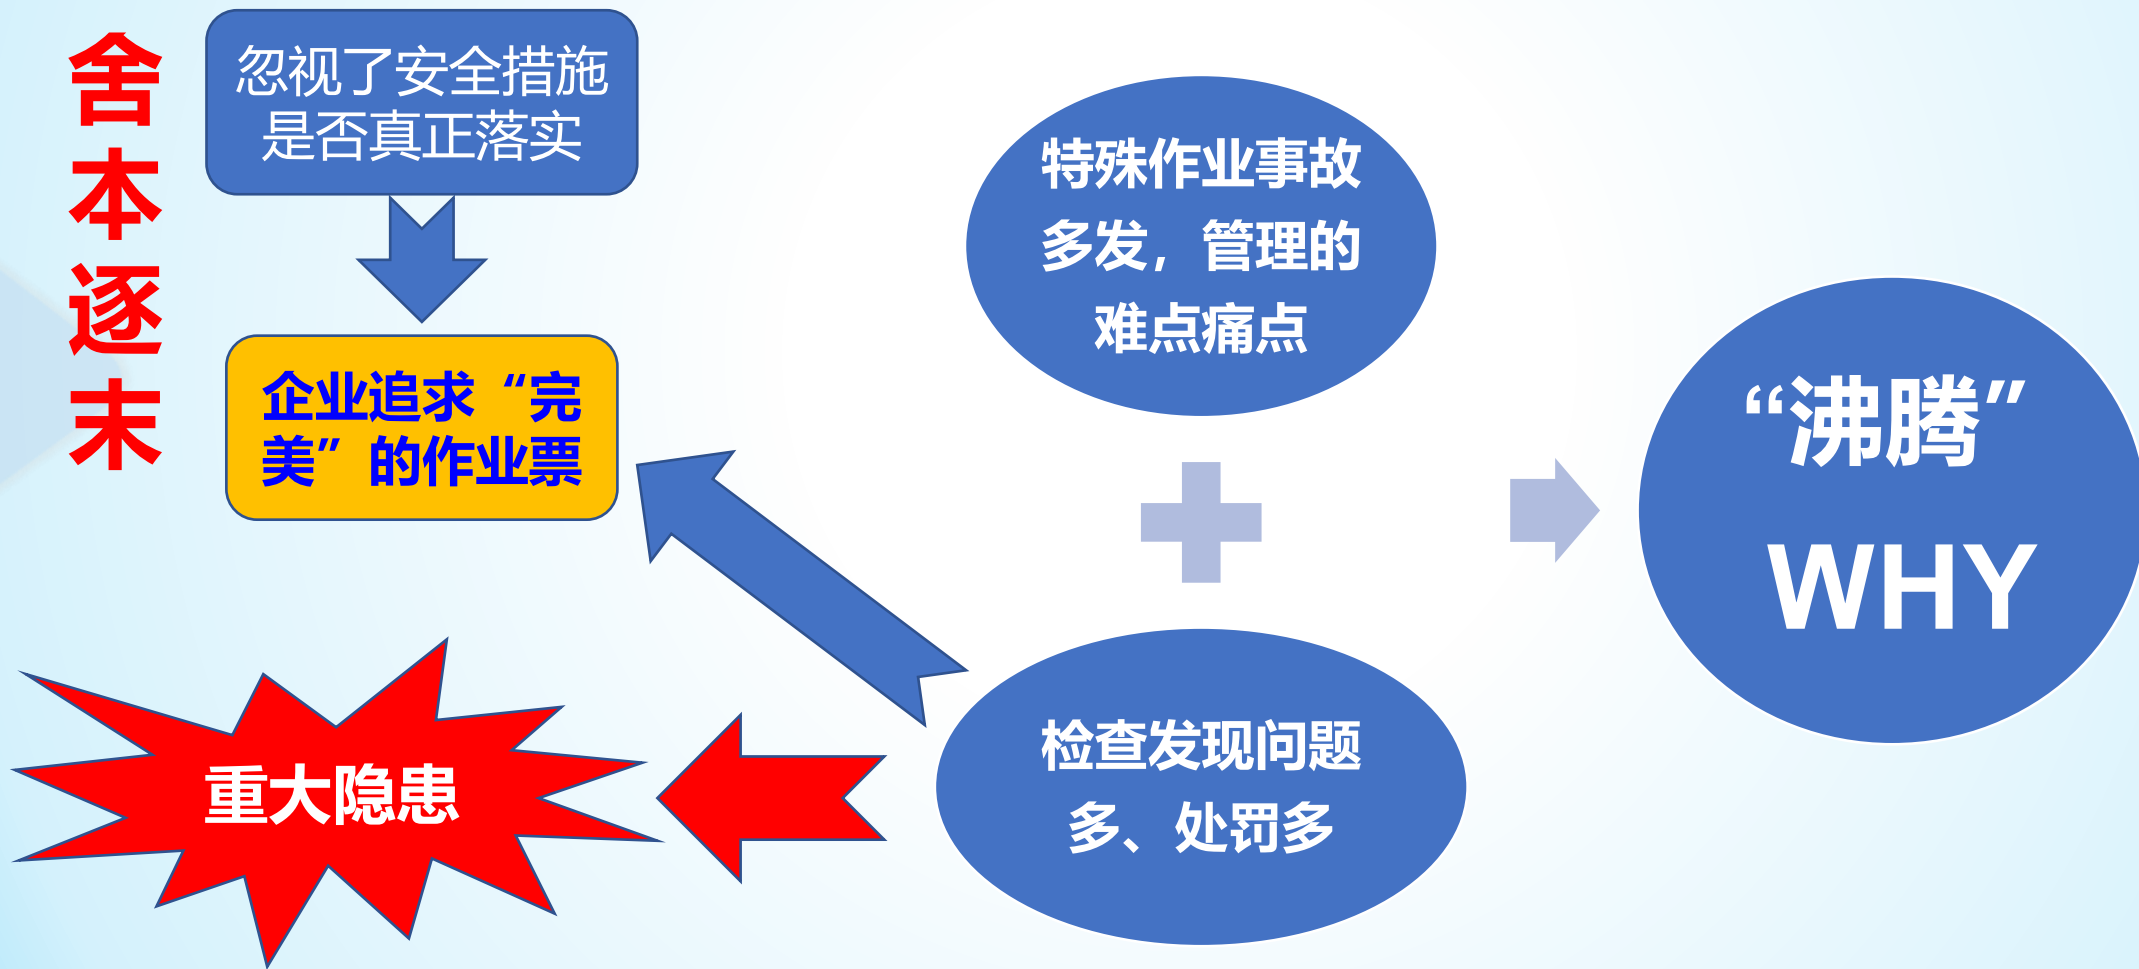 舍
本
逐
末
忽视了安全措施
是否真正落实
企业追求“完
美”的作业票
重大隐患
特殊作业事故
多发，管理的
难点痛点
检查发现问题
多、处罚多
“沸腾”
WHY